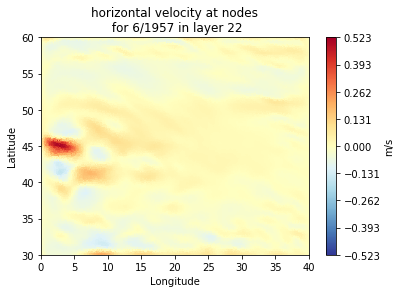 horizontal velocity at nodes
for 6/1957 in layer 22
60
55
50
45
40
35
30
Latitude
0 5 10 15 20 25 30 35 40
Longitude
0.523
0.393
0.262
0.131
0.000
−0.131
−0.262
−0.393
−0.523
m/s